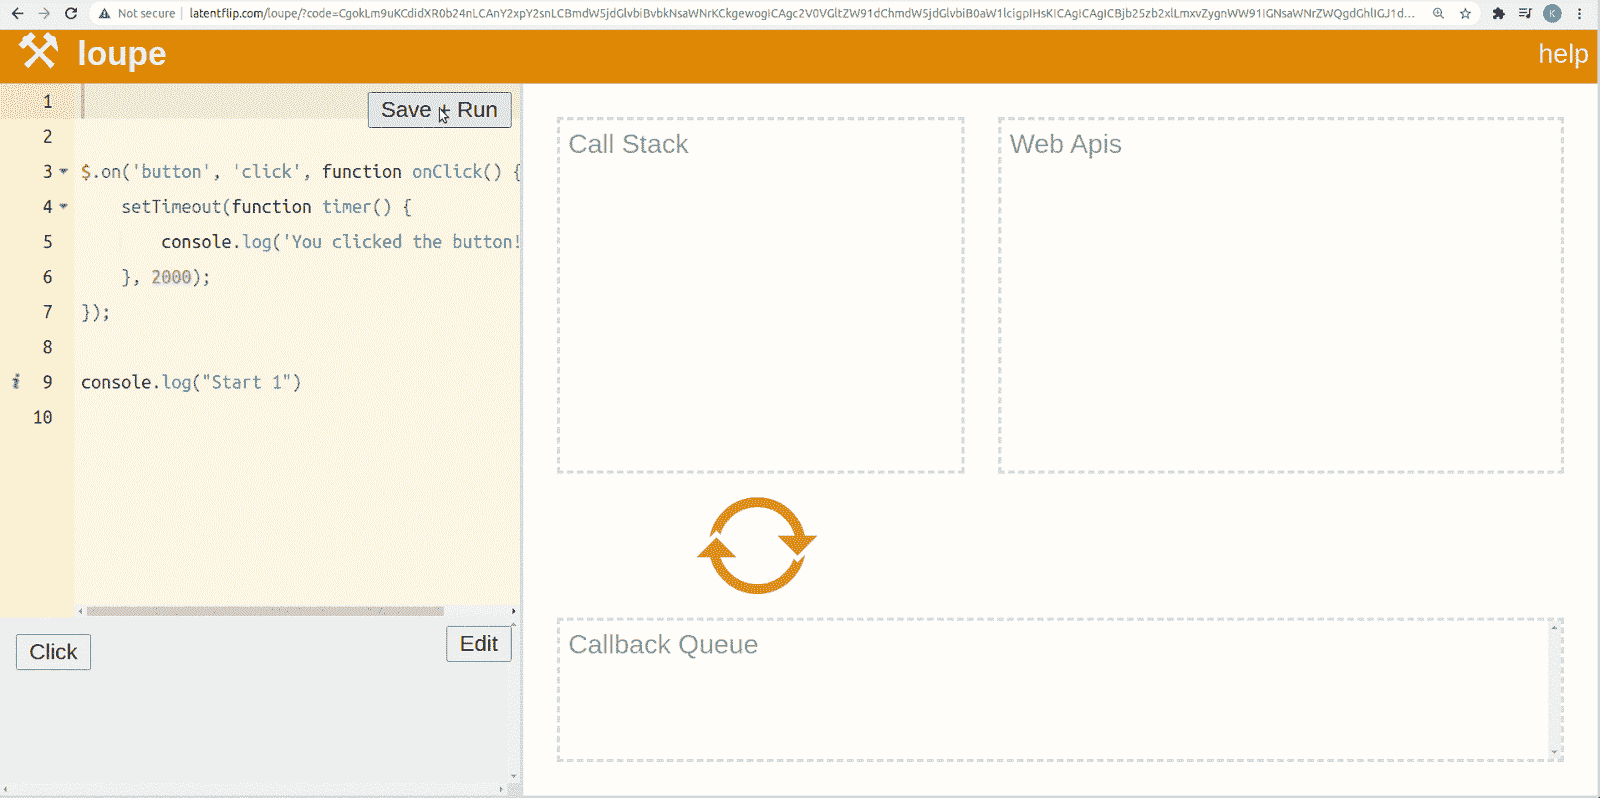 Not secure latentflip.com/loupe/?code=
K
loupe
help
Save + Run
1
2
3 $.on('button', 'click', function onClick() {
4 setTimeout(function timer() {
5 console.log('You clicked the button!
6 }, 2000);
7 });
8
i 9 console.log("Start 1")
10
Click
Edit
Call Stack
Web Apis
Callback Queue